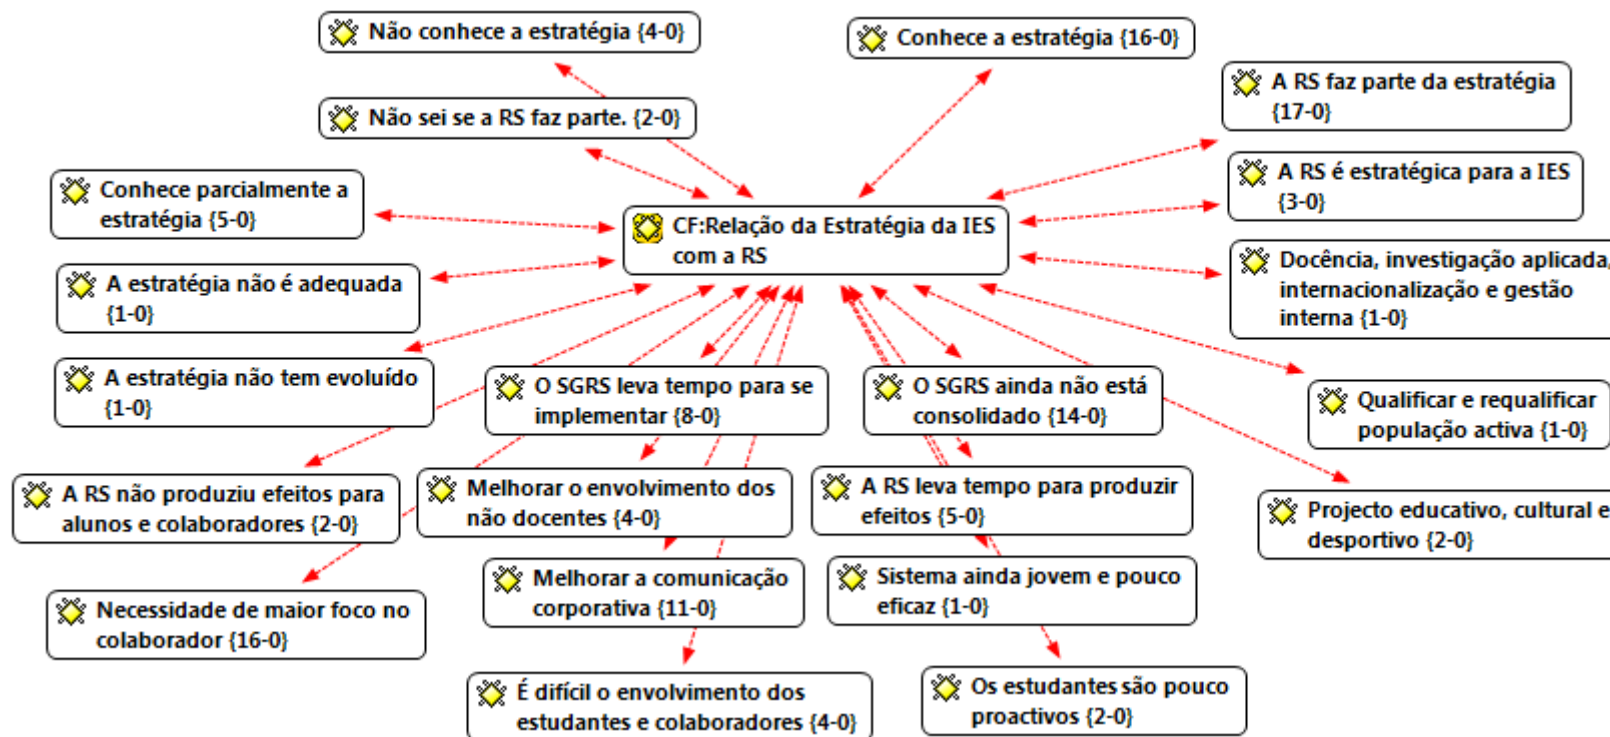 Não conhece a estratégia {4-0}
Conhece a estratégia {16-0}
A RS faz parte da estratégia
{17-0}
Não sei se a RS faz parte. {2-0}
A RS é estratégica para a IES
{3-0}
Conhece parcialmente a
estratégia {5-0}
CF:Relação da Estratégia da IES
com a RS
Docência, investigação aplicada,
internacionalização e gestão
interna {1-0}
A estratégia não é adequada
{1-0}
A estratégia não tem evoluído
{1-0}
O SGRS leva tempo para se
implementar {8-0}
O SGRS ainda não está
consolidado {14-0}
Qualificar e requalificar
população activa {1-0}
A RS não produziu efeitos para
alunos e colaboradores {2-0}
Melhorar o envolvimento dos
não docentes {4-0}
A RS leva tempo para produzir
efeitos {5-0}
Projecto educativo, cultural e
desportivo {2-0}
Necessidade de maior foco no
colaborador {16-0}
Melhorar a comunicação
corporativa {11-0}
Sistema ainda jovem e pouco
eficaz {1-0}
É difícil o envolvimento dos
estudantes e colaboradores {4-0}
Os estudantes são pouco
proactivos {2-0}